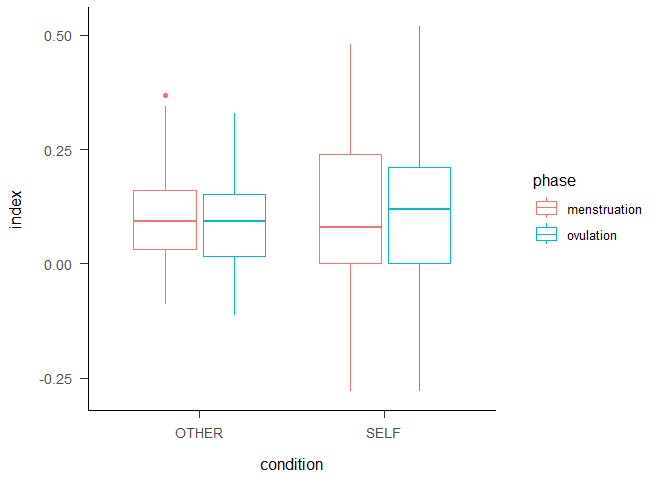 0.50
0.25
0.00
-0.25
index
OTHER
SELF
condition
phase
menstruation
ovulation